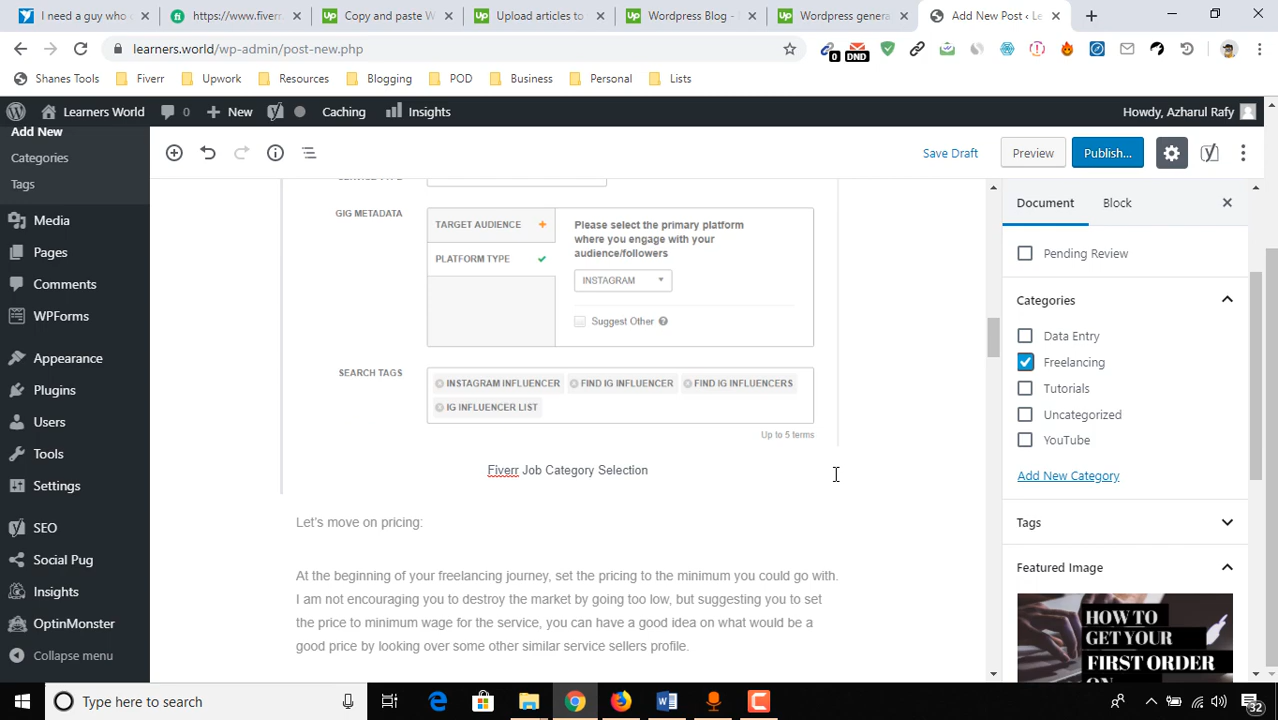 I need a guy who c
https://www.fiverr
Copy and paste W
Upload articles to
Wordpress Blog -
Wordpress genera
Add New Post ‹ Le
learners.world/wp-admin/post-new.php
0
DND
Shanes Tools
Fiverr
Upwork
Resources
Blogging
POD
Business
Personal
Lists
Learners World
0
New
Caching
Insights
Howdy, Azharul Rafy
Add New
Categories
Tags
Media
Pages
Comments
WPForms
Appearance
Plugins
Users
Tools
Settings
SEO
Social Pug
Insights
OptinMonster
Collapse menu
Save Draft
Preview
Publish...
GIG METADATA
TARGET AUDIENCE
PLATFORM TYPE
Please select the primary platform
where you engage with your
audience/followers
INSTAGRAM
Suggest Other
SEARCH TAGS
INSTAGRAM INFLUENCER
FIND IG INFLUENCER
FIND IG INFLUENCERS
IG INFLUENCER LIST
Up to 5 terms
Fiverr Job Category Selection
Let's move on pricing:
At the beginning of your freelancing journey, set the pricing to the minimum you could go with.
I am not encouraging you to destroy the market by going too low, but suggesting you to set
the price to minimum wage for the service, you can have a good idea on what would be a
good price by looking over some other similar service sellers profile.
Document
Block
Pending Review
Categories
Data Entry
Freelancing
Tutorials
Uncategorized
YouTube
Add New Category
Tags
Featured Image
HOW TO
GET YOUR
FIRST ORDER
Type here to search
32